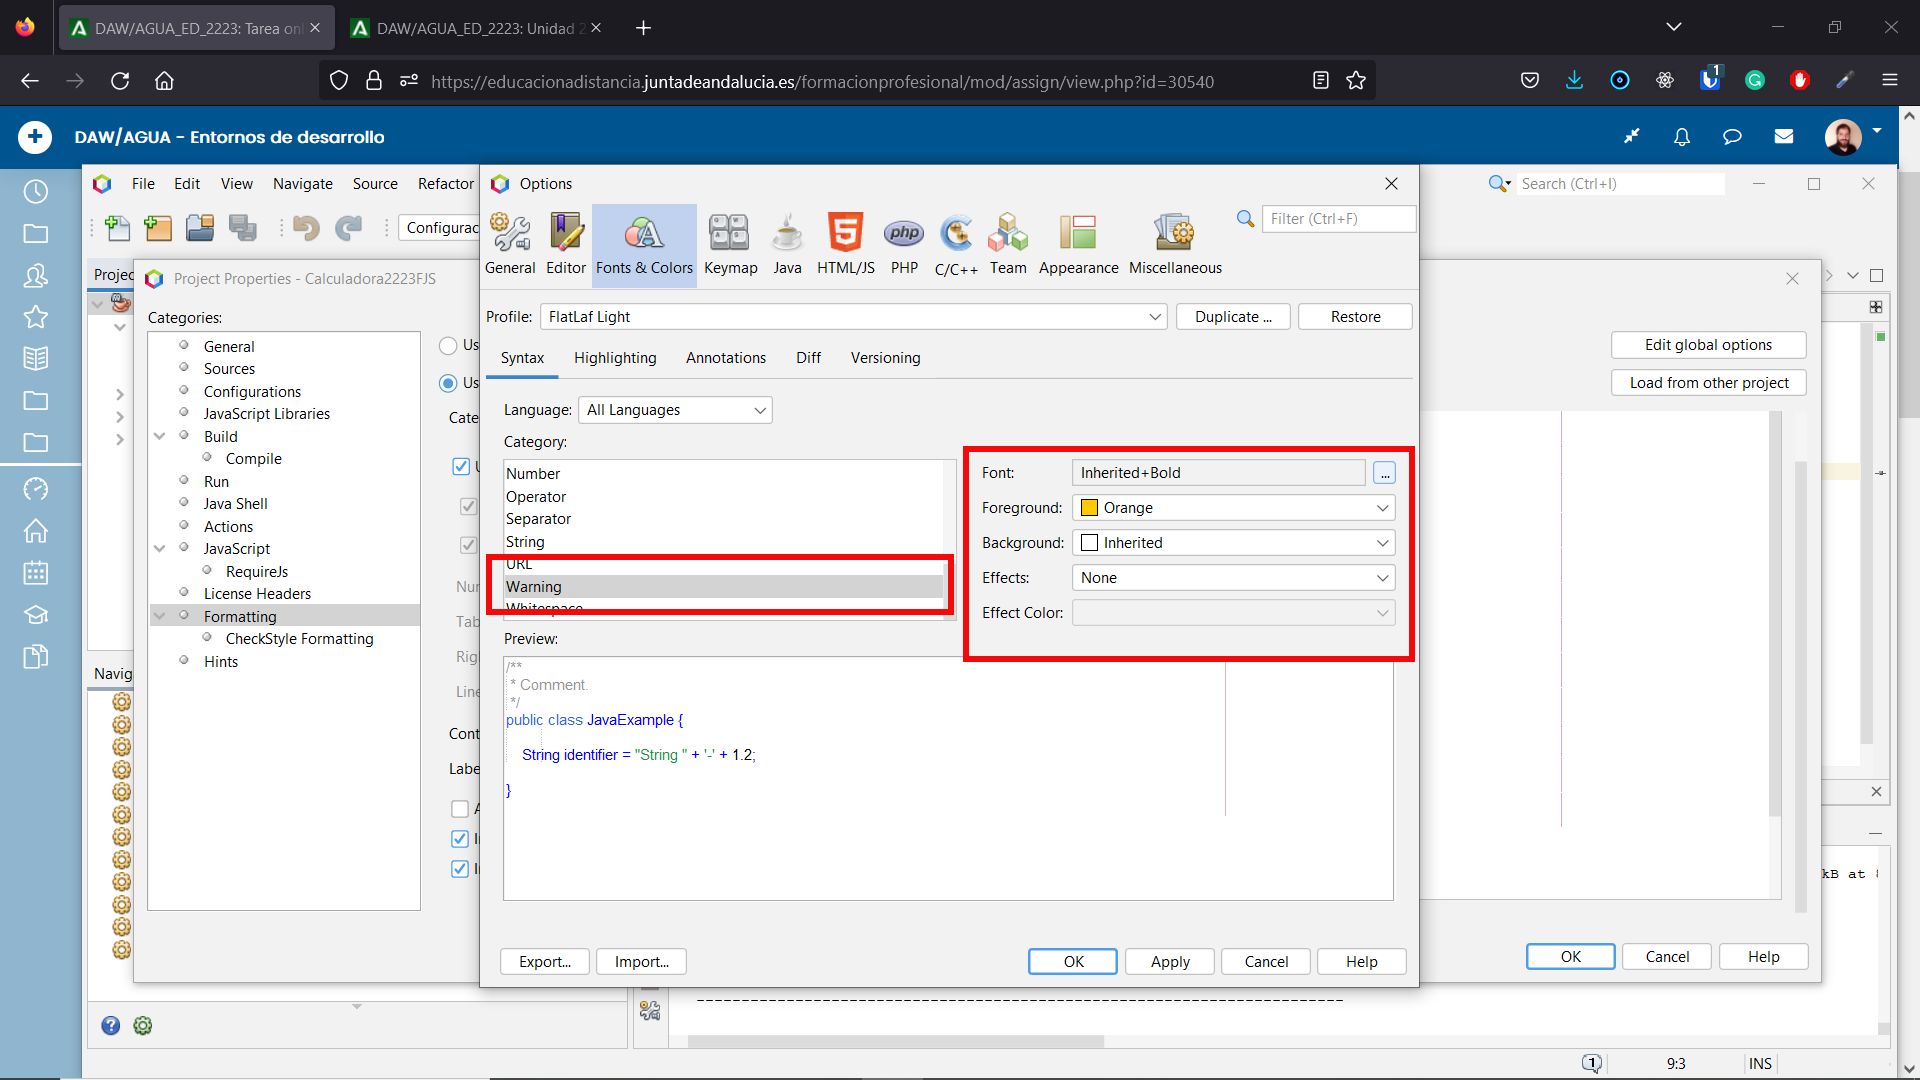 DAW/AGUA_ED_2223: Tarea onl
DAW/AGUA_ED_2223: Unidad 2
https://educacionadistancia.juntadeandalucia.es/formacionprofesional/mod/assign/view.php?id=30540
1
DAW/AGUA - Entornos de desarrollo
File Edit View Navigate Source Refactor
Search (Ctrl+I)
Configurac
Options
Filter (Ctrl+F)
General Editor Fonts & Colors Keymap Java HTML/JS PHP C/C++ Team Appearance Miscellaneous
php
Projec
Project Properties - Calculadora2223FJS
Categories:
General
Sources
Configurations
JavaScript Libraries
Build
Compile
Run
Java Shell
Actions
JavaScript
RequireJs
License Headers
Formatting
CheckStyle Formatting
Hints
Us
Us
Cate
U
Num
Tab
Righ
Line
Cont
Labe
A
Profile: FlatLaf Light Duplicate ... Restore
Syntax Highlighting Annotations Diff Versioning
Language: All Languages
Category:
Number
Operator
Separator
String
URL
Warning
Whitespace
Font: Inherited+Bold ...
Foreground: Orange
Background: Inherited
Effects: None
Effect Color:
Preview:
/**
* Comment.
*/
public class JavaExample {
String identifier = "String " + '-' + 1.2;
}
Export... Import... OK Apply Cancel Help
Edit global options
Load from other project
OK Cancel Help
Navig
kB at
------------------------------------------------------------------------
1 9:3 INS